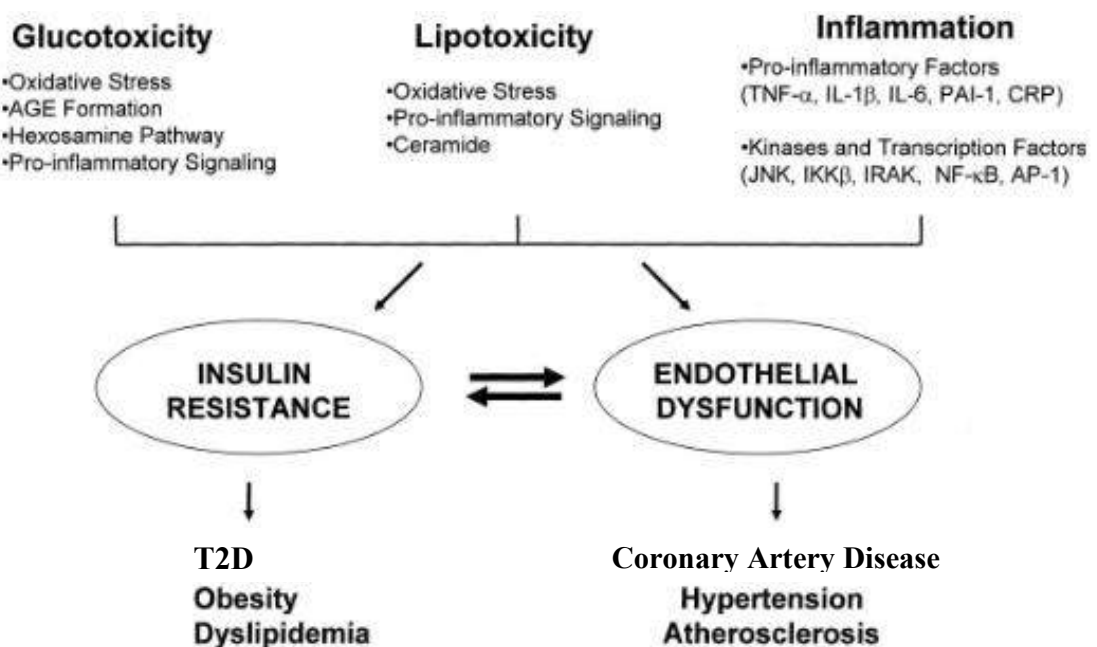 Glucotoxicity
•Oxidative Stress
•AGE Formation
•Hexosamine Pathway
•Pro-inflammatory Signaling
Lipotoxicity
•Oxidative Stress
•Pro-inflammatory Signaling
•Ceramide
Inflammation
•Pro-inflammatory Factors
(TNF-α, IL-1β, IL-6, PAI-1, CRP)
•Kinases and Transcription Factors
(JNK, IKKβ, IRAK, NF-κB, AP-1)
INSULIN
RESISTANCE
ENDOTHELIAL
DYSFUNCTION
T2D
Obesity
Dyslipidemia
Coronary Artery Disease
Hypertension
Atherosclerosis